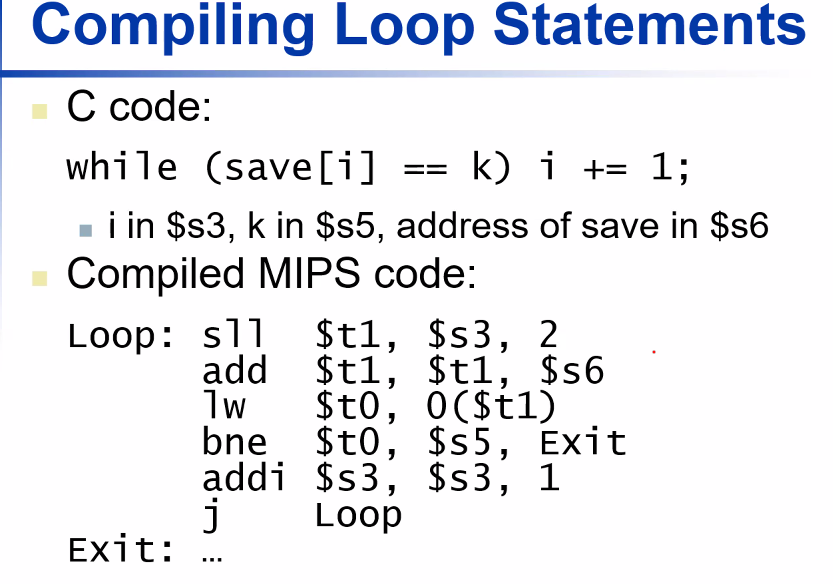 Compiling Loop Statements
C code:
while (save[i] == k) i += 1;
i in $s3, k in $s5, address of save in $s6
Compiled MIPS code:
Loop: sll $t1, $s3, 2
add $t1, $t1, $s6
lw $t0, 0($t1)
bne $t0, $s5, Exit
addi $s3, $s3, 1
j Loop
Exit: …